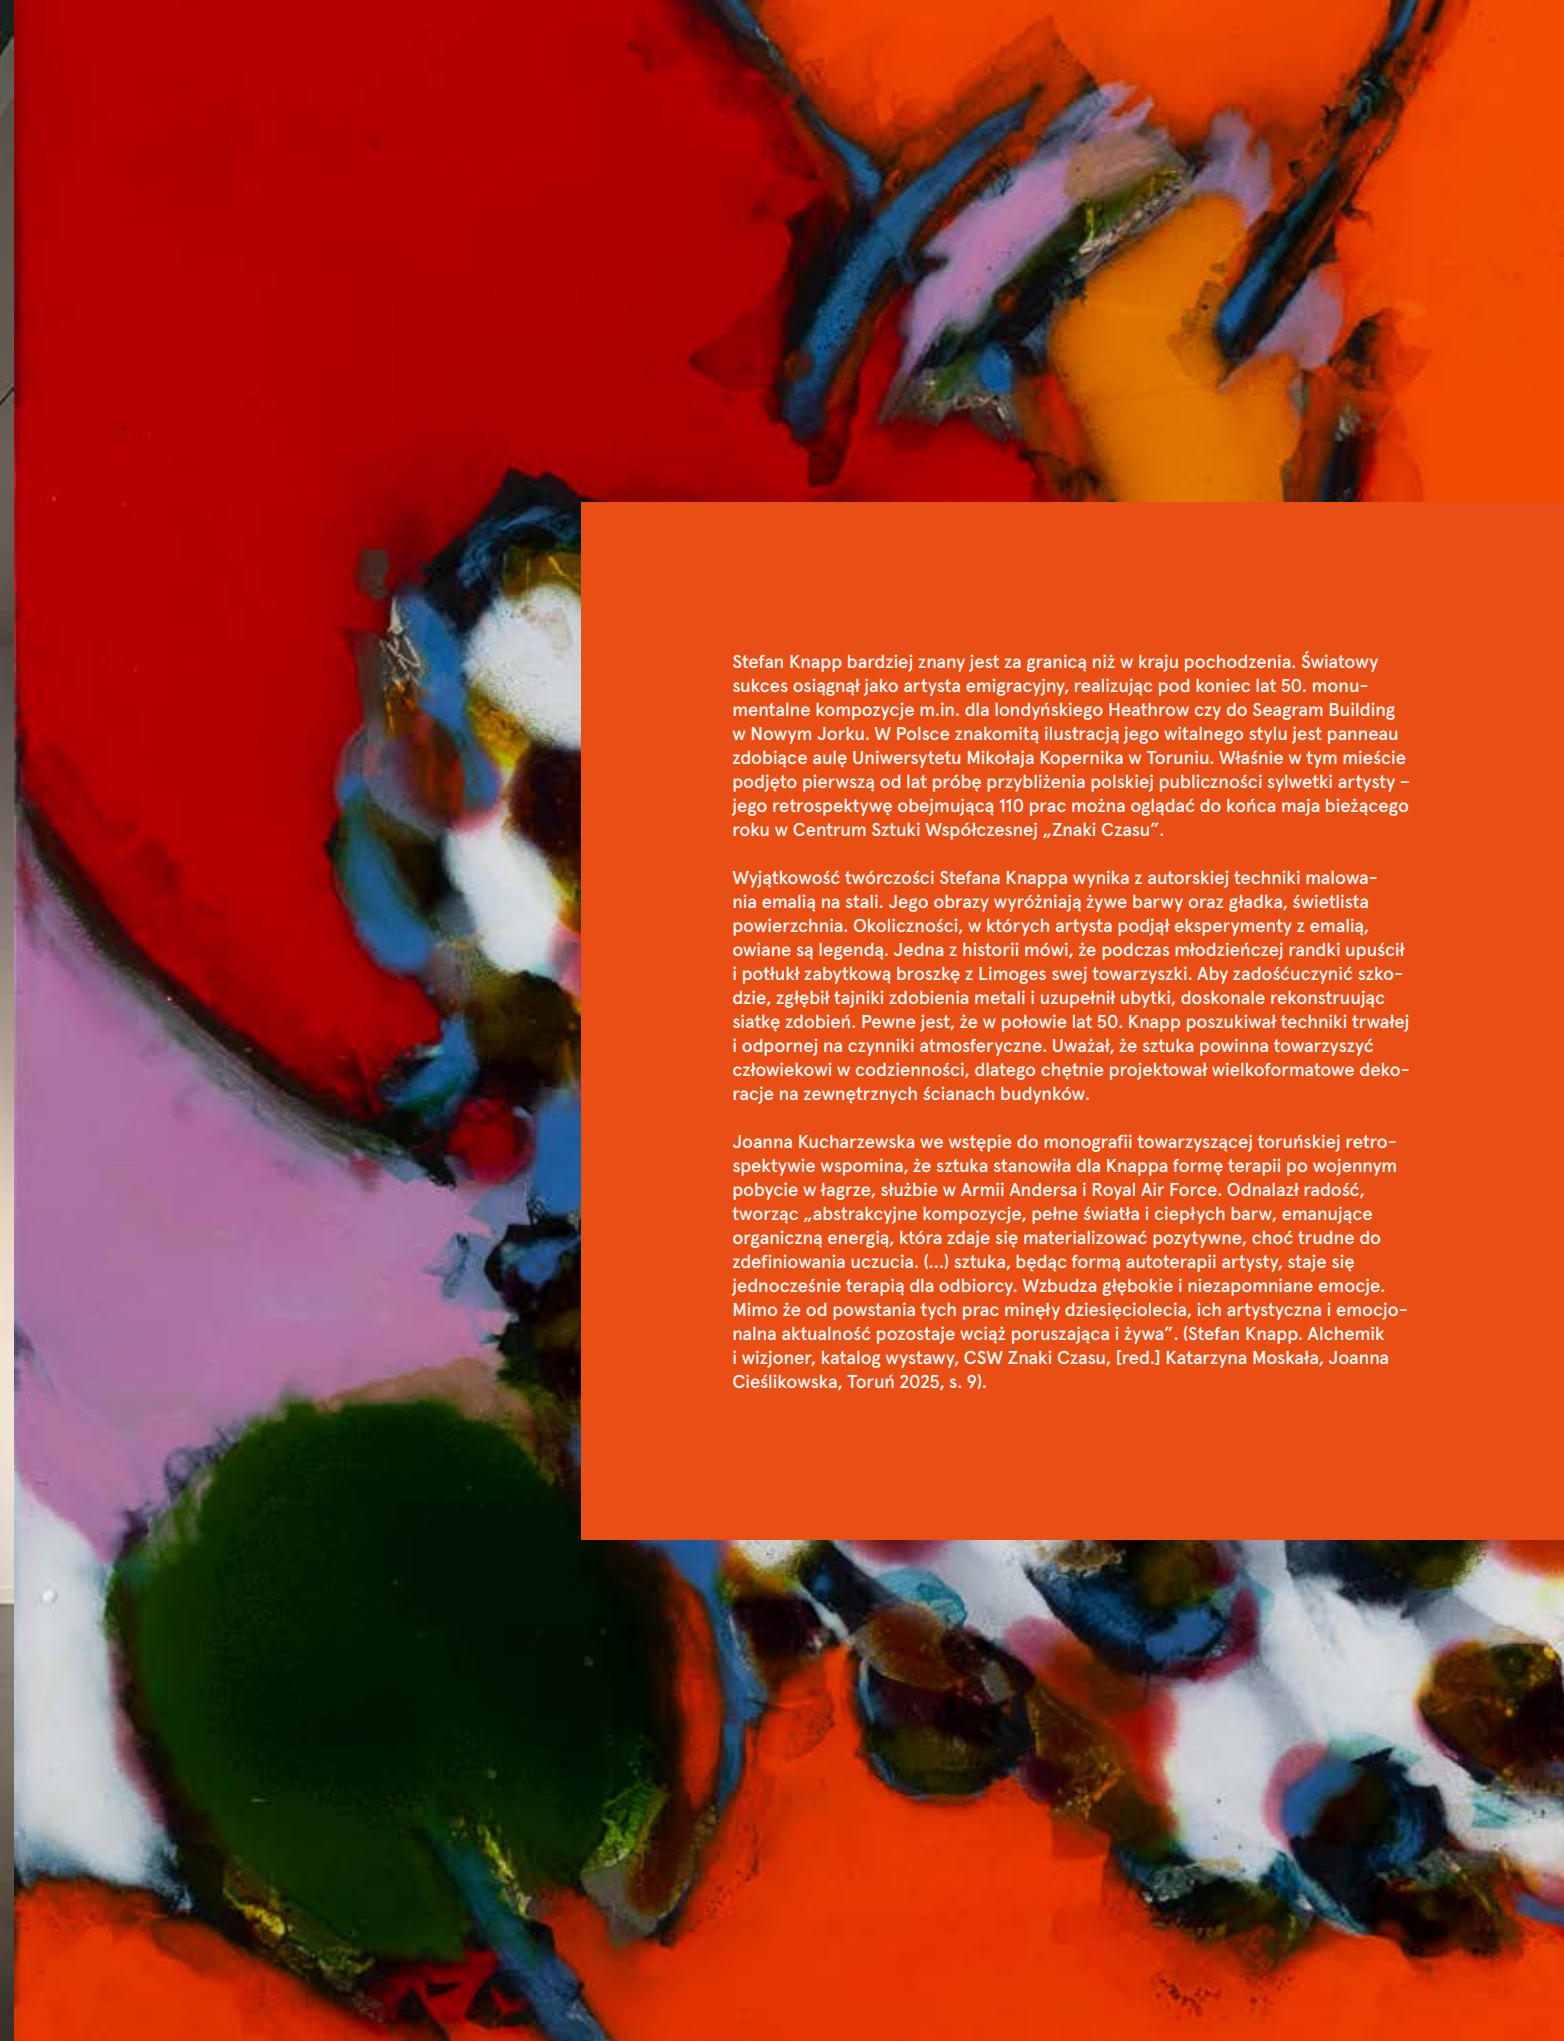 Stefan Knapp bardziej znany jest za granicą niż w kraju pochodzenia. Światowy
sukces osiągnął jako artysta emigracyjny, realizując pod koniec lat 50. monu-
mentalne kompozycje m.in. dla londyńskiego Heathrow czy do Seagram Building
w Nowym Jorku. W Polsce znakomitą ilustracją jego witalnego stylu jest panneau
zdobiące aulę Uniwersytetu Mikołaja Kopernika w Toruniu. Właśnie w tym mieście
podjęto pierwszą od lat próbę przybliżenia polskiej publiczności sylwetki artysty –
jego retrospektywę obejmującą 110 prac można oglądać do końca maja bieżącego
roku w Centrum Sztuki Współczesnej „Znaki Czasu”.
Wyjątkowość twórczości Stefana Knappa wynika z autorskiej techniki malowa-
nia emalią na stali. Jego obrazy wyróżniają żywe barwy oraz gładka, świetlista
powierzchnia. Okoliczności, w których artysta podjął eksperymenty z emalią,
owiane są legendą. Jedna z historii mówi, że podczas młodzieńczej randki upuścił
i potłukł zabytkową broszkę z Limoges swej towarzyszki. Aby zadośćuczynić szko-
dzie, zgłębił tajniki zdobienia metali i uzupełnił ubytki, doskonale rekonstruując
siatkę zdobień. Pewne jest, że w połowie lat 50. Knapp poszukiwał techniki trwałej
i odpornej na czynniki atmosferyczne. Uważał, że sztuka powinna towarzyszyć
człowiekowi w codzienności, dlatego chętnie projektował wielkoformatowe deko-
racje na zewnętrznych ścianach budynków.
Joanna Kucharzewska we wstępie do monografii towarzyszącej toruńskiej retro-
spektywie wspomina, że sztuka stanowiła dla Knappa formę terapii po wojennym
pobycie w łagrze, służbie w Armii Andersa i Royal Air Force. Odnalazł radość,
tworząc „abstrakcyjne kompozycje, pełne światła i ciepłych barw, emanujące
organiczną energią, która zdaje się materializować pozytywne, choć trudne do
zdefiniowania uczucia. (...) sztuka, będąc formą autoterapii artysty, staje się
jednocześnie terapią dla odbiorcy. Wzbudza głębokie i niezapomniane emocje.
Mimo że od powstania tych prac minęły dziesięciolecia, ich artystyczna i emocjo-
nalna aktualność pozostaje wciąż poruszająca i żywa”. (Stefan Knapp. Alchemik
i wizjoner, katalog wystawy, CSW Znaki Czasu, [red.] Katarzyna Moskała, Joanna
Cieślikowska, Toruń 2025, s. 9).